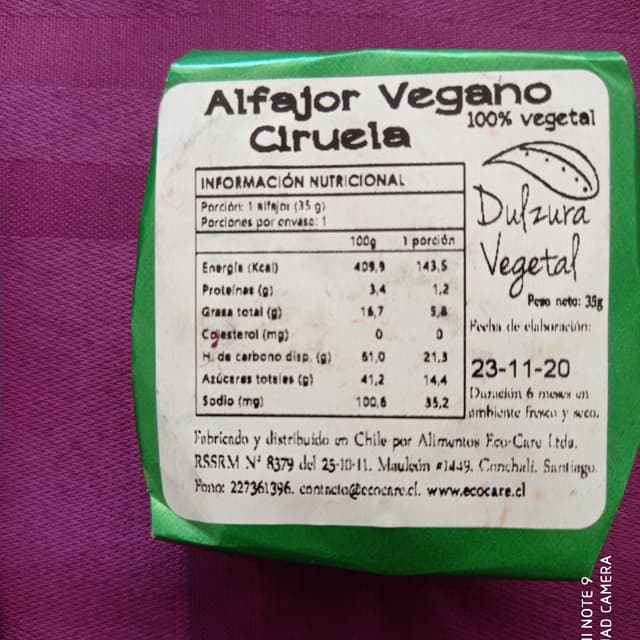 Alfajor Vegano
Ciruela
100% vegetal
INFORMACIÓN NUTRICIONAL
Porción: 1 alfajor (35 g)
Porciones por envase: 1
100g 1 porción
Energía (Kcal) 409,9 143,5
Proteínas (g) 3,4 1,2
Grasa total (g) 16,7 5,8
Colesterol (mg) 0 0
H. de carbono disp. (g) 61,0 21,3
Azúcares totales (g) 41,2 14,4
Sodio (mg) 100,6 35,2
Dulzura
Vegetal
Peso neto: 35g
Fecha de elaboración:
23-11-20
Duración 6 meses en
ambiente fresco y seco.
Fabricado y distribuido en Chile por Alimentos Eco-Care Ltda.
RSSRM Nº 8379 del 25-10-11. Mauleón #1449. Conchalí. Santiago.
Fono: 227361396. contacto@ecocare.cl. www.ecocare.cl
MI NOTE 9
AD CAMERA